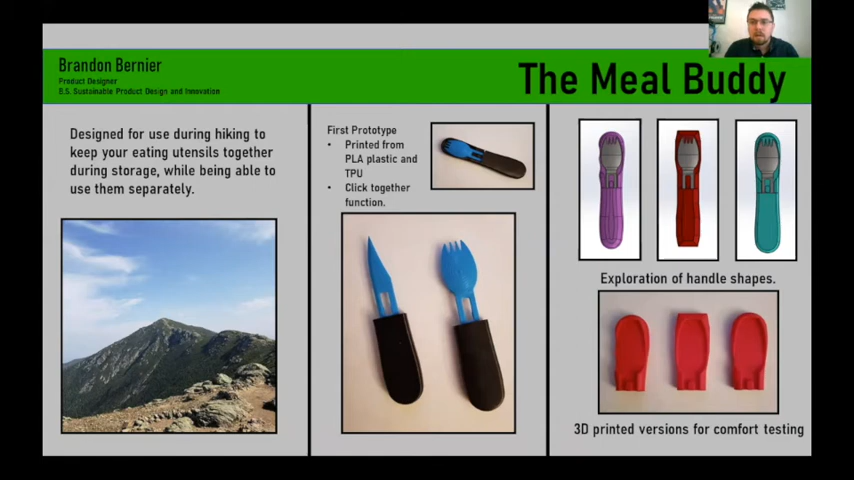 Brandon Bernier
Product Designer
B.S. Sustainable Product Design and Innovation
The Meal Buddy
Designed for use during hiking to
keep your eating utensils together
during storage, while being able to
use them separately.
First Prototype
• Printed from
PLA plastic and
TPU
• Click together
function.
Exploration of handle shapes.
3D printed versions for comfort testing